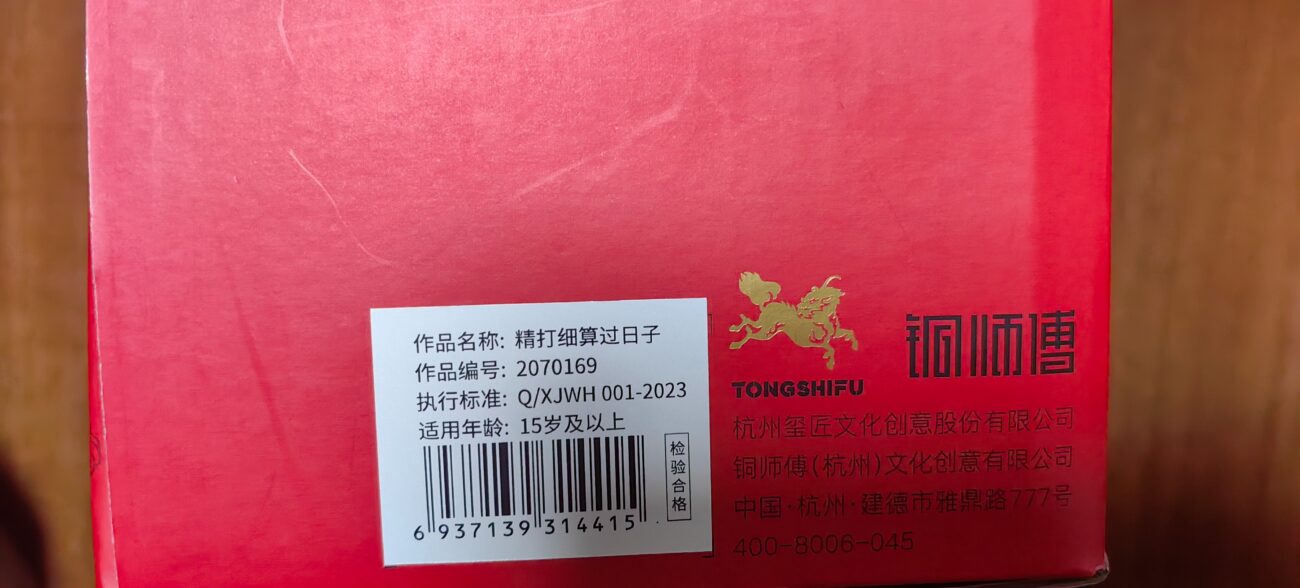 作品名称: 精打细算过日子
作品编号: 2070169
执行标准: Q/XJWH 001-2023
适用年龄: 15岁及以上
检验合格
6 937139 314415
TONGSHIFU
铜师傅
杭州玺匠文化创意股份有限公司
铜师傅(杭州)文化创意有限公司
中国·杭州·建德市雅鼎路777号
400-8006-045